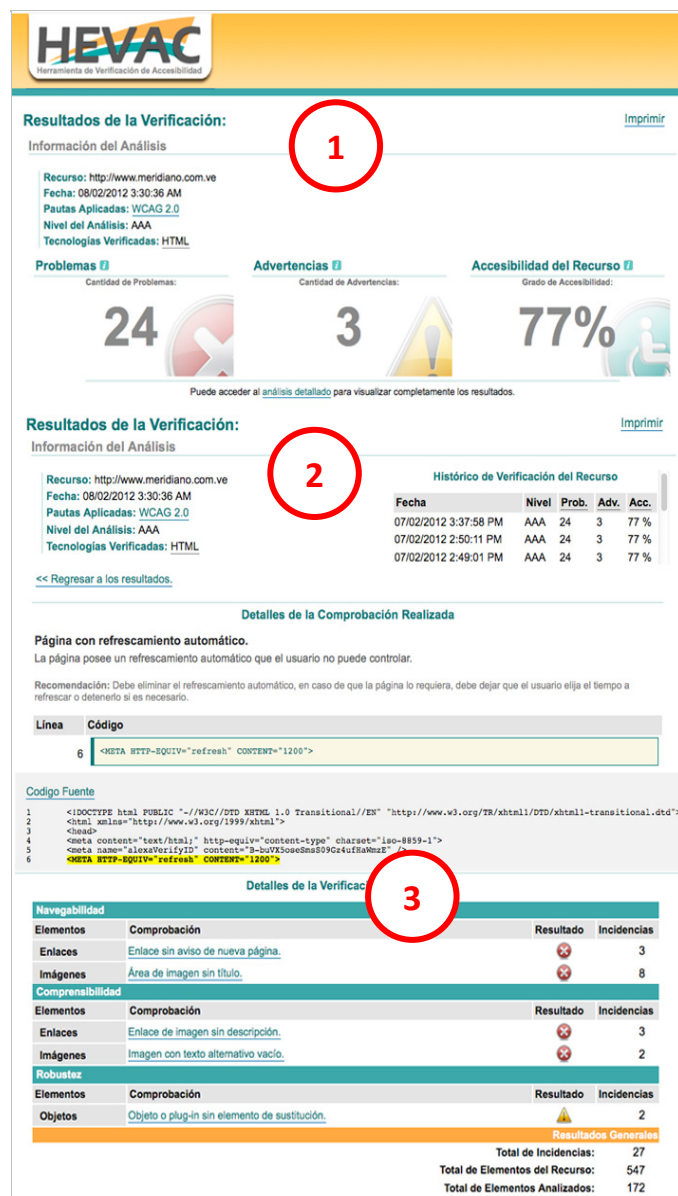 HEVAC
Herramienta de Verificación de Accesibilidad
Resultados de la Verificación:
Imprimir
1
Información del Análisis
Recurso: http://www.meridiano.com.ve
Fecha: 08/02/2012 3:30:36 AM
Pautas Aplicadas: WCAG 2.0
Nivel del Análisis: AAA
Tecnologías Verificadas: HTML
Problemas i Advertencias i Accesibilidad del Recurso i
Cantidad de Problemas: Cantidad de Advertencias: Grado de Accesibilidad:
24 3 77%
Puede acceder al análisis detallado para visualizar completamente los resultados.
Resultados de la Verificación:
Imprimir
2
Información del Análisis
Recurso: http://www.meridiano.com.ve
Fecha: 08/02/2012 3:30:36 AM
Pautas Aplicadas: WCAG 2.0
Nivel del Análisis: AAA
Tecnologías Verificadas: HTML
Histórico de Verificación del Recurso
Fecha Nivel Prob. Adv. Acc.
07/02/2012 3:37:58 PM AAA 24 3 77 %
07/02/2012 2:50:11 PM AAA 24 3 77 %
07/02/2012 2:49:01 PM AAA 24 3 77 %
<< Regresar a los resultados.
Detalles de la Comprobación Realizada
Página con refrescamiento automático.
La página posee un refrescamiento automático que el usuario no puede controlar.
Recomendación: Debe eliminar el refrescamiento automático, en caso de que la página lo requiera, debe dejar que el usuario elija el tiempo a
refrescar o detenerlo si es necesario.
Línea Código
6 <META HTTP-EQUIV="refresh" CONTENT="1200">
Codigo Fuente
1 <!DOCTYPE html PUBLIC "-//W3C//DTD XHTML 1.0 Transitional//EN" "http://www.w3.org/TR/xhtml1/DTD/xhtml1-transitional.dtd">
2 <html xmlns="http://www.w3.org/1999/xhtml">
3 <head>
4 <meta content="text/html;" http-equiv="content-type" charset="iso-8859-1">
5 <meta name="alexaVerifyID" content="B-buVX5oseSmsS09Gz4ufHaWmzE" />
6 <META HTTP-EQUIV="refresh" CONTENT="1200">
Detalles de la Verificac
3
Navegabilidad
Elementos Comprobación Resultado Incidencias
Enlaces Enlace sin aviso de nueva página. 3
Imágenes Área de imagen sin título. 8
Comprensibilidad
Elementos Comprobación Resultado Incidencias
Enlaces Enlace de imagen sin descripción. 3
Imágenes Imagen con texto alternativo vacío. 2
Robustez
Elementos Comprobación Resultado Incidencias
Objetos Objeto o plug-in sin elemento de sustitución. 2
Resultados Generales
Total de Incidencias: 27
Total de Elementos del Recurso: 547
Total de Elementos Analizados: 172